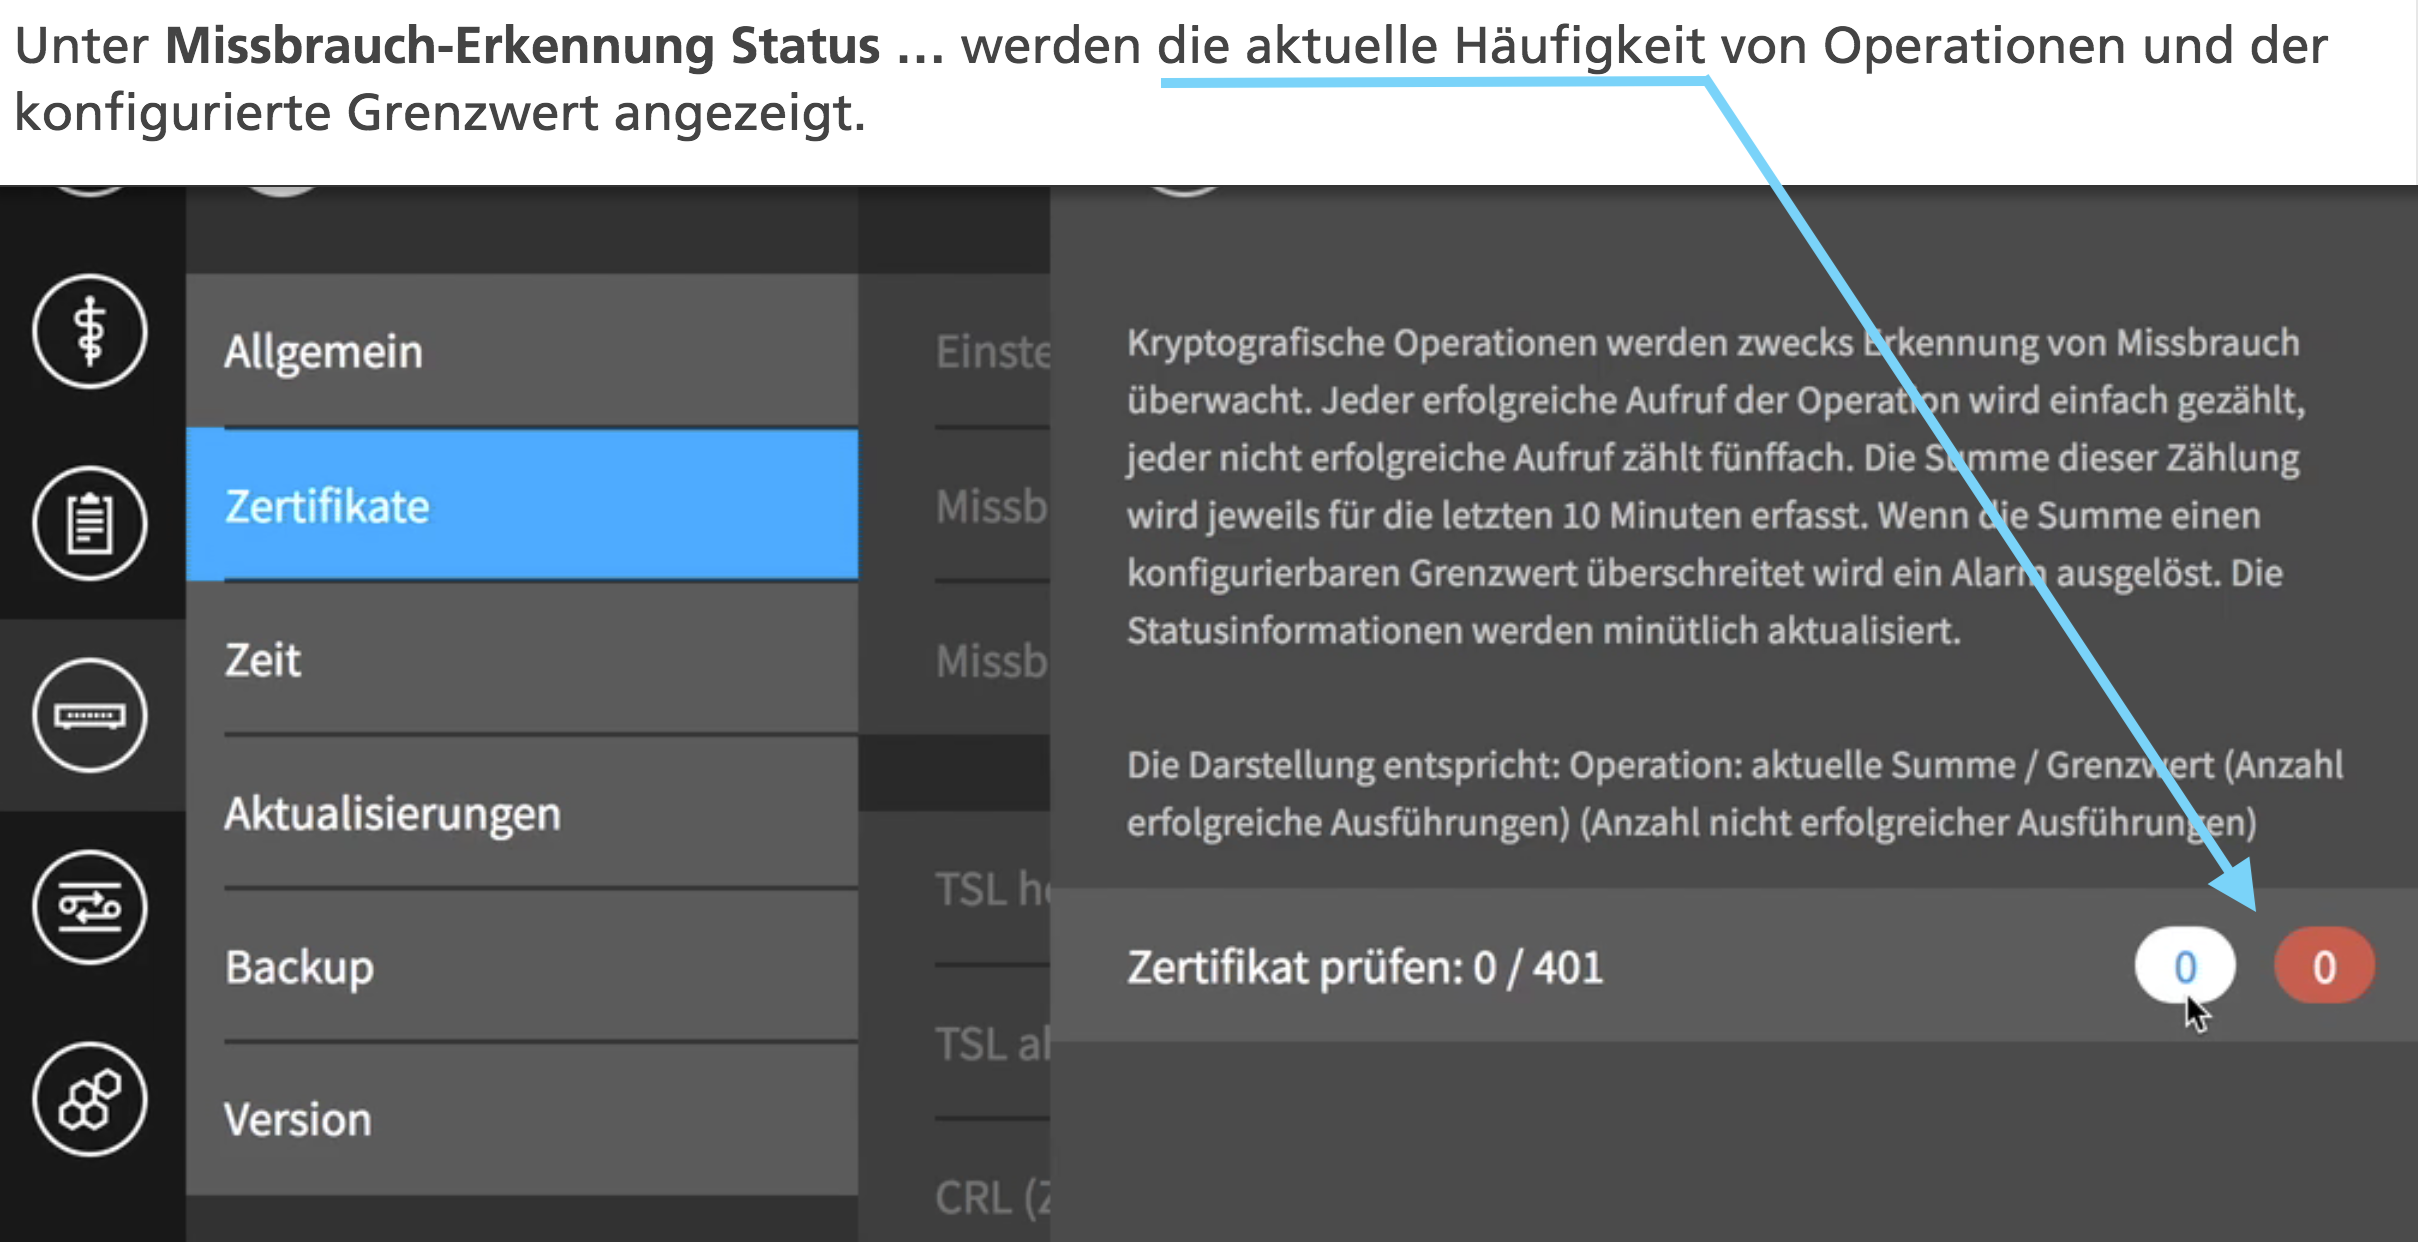 Unter Missbrauch-Erkennung Status ... werden die aktuelle Häufigkeit von Operationen und der
konfigurierte Grenzwert angezeigt.
Allgemein
Zertifikate
Zeit
Aktualisierungen
Backup
Version
Einste
Missb
Missb
TSL he
TSL al
CRL (Z
Kryptografische Operationen werden zwecks Erkennung von Missbrauch
überwacht. Jeder erfolgreiche Aufruf der Operation wird einfach gezählt,
jeder nicht erfolgreiche Aufruf zählt fünffach. Die Summe dieser Zählung
wird jeweils für die letzten 10 Minuten erfasst. Wenn die Summe einen
konfigurierbaren Grenzwert überschreitet wird ein Alarm ausgelöst. Die
Statusinformationen werden minütlich aktualisiert.
Die Darstellung entspricht: Operation: aktuelle Summe / Grenzwert (Anzahl
erfolgreiche Ausführungen) (Anzahl nicht erfolgreicher Ausführungen)
Zertifikat prüfen: 0 / 401 0 0